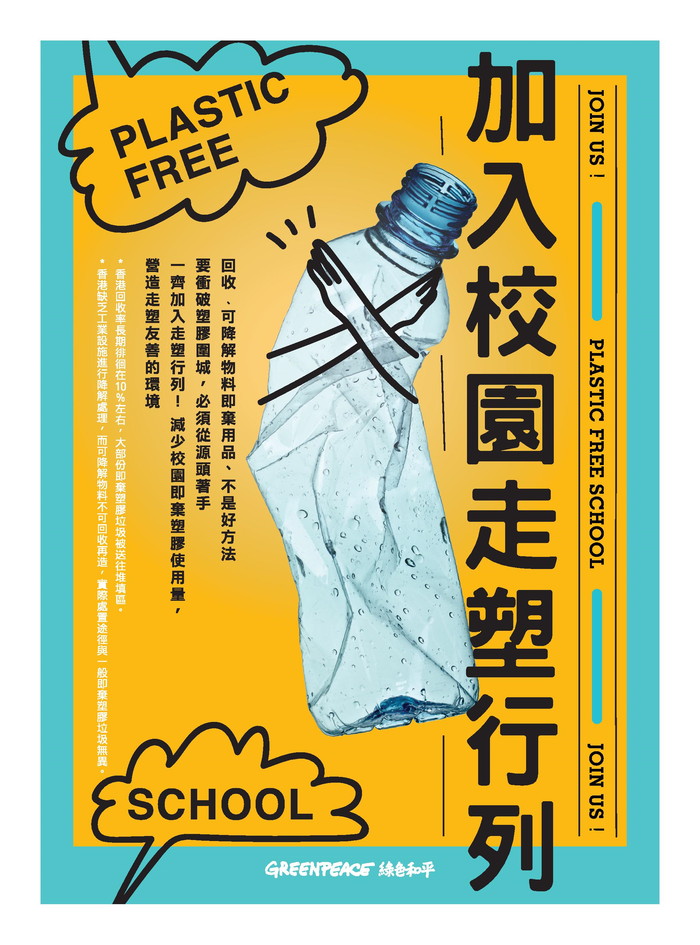 PLASTIC
FREE
加入校園走塑行列
JOIN US !
PLASTIC FREE SCHOOL
JOIN US !
回收、可降解物料即棄用品、不是好方法
要衝破塑膠圍城，必須從源頭著手
一齊加入走塑行列！減少校園即棄塑膠使用量，
營造走塑友善的環境
• 香港回收率長期徘徊在10%左右，大部份即棄塑膠垃圾被送往堆填區。
• 香港缺乏工業設施進行降解處理，而可降解物料不可回收再造，實際處置途徑與一般即棄塑膠垃圾無異。
SCHOOL
GREENPEACE 綠色和平